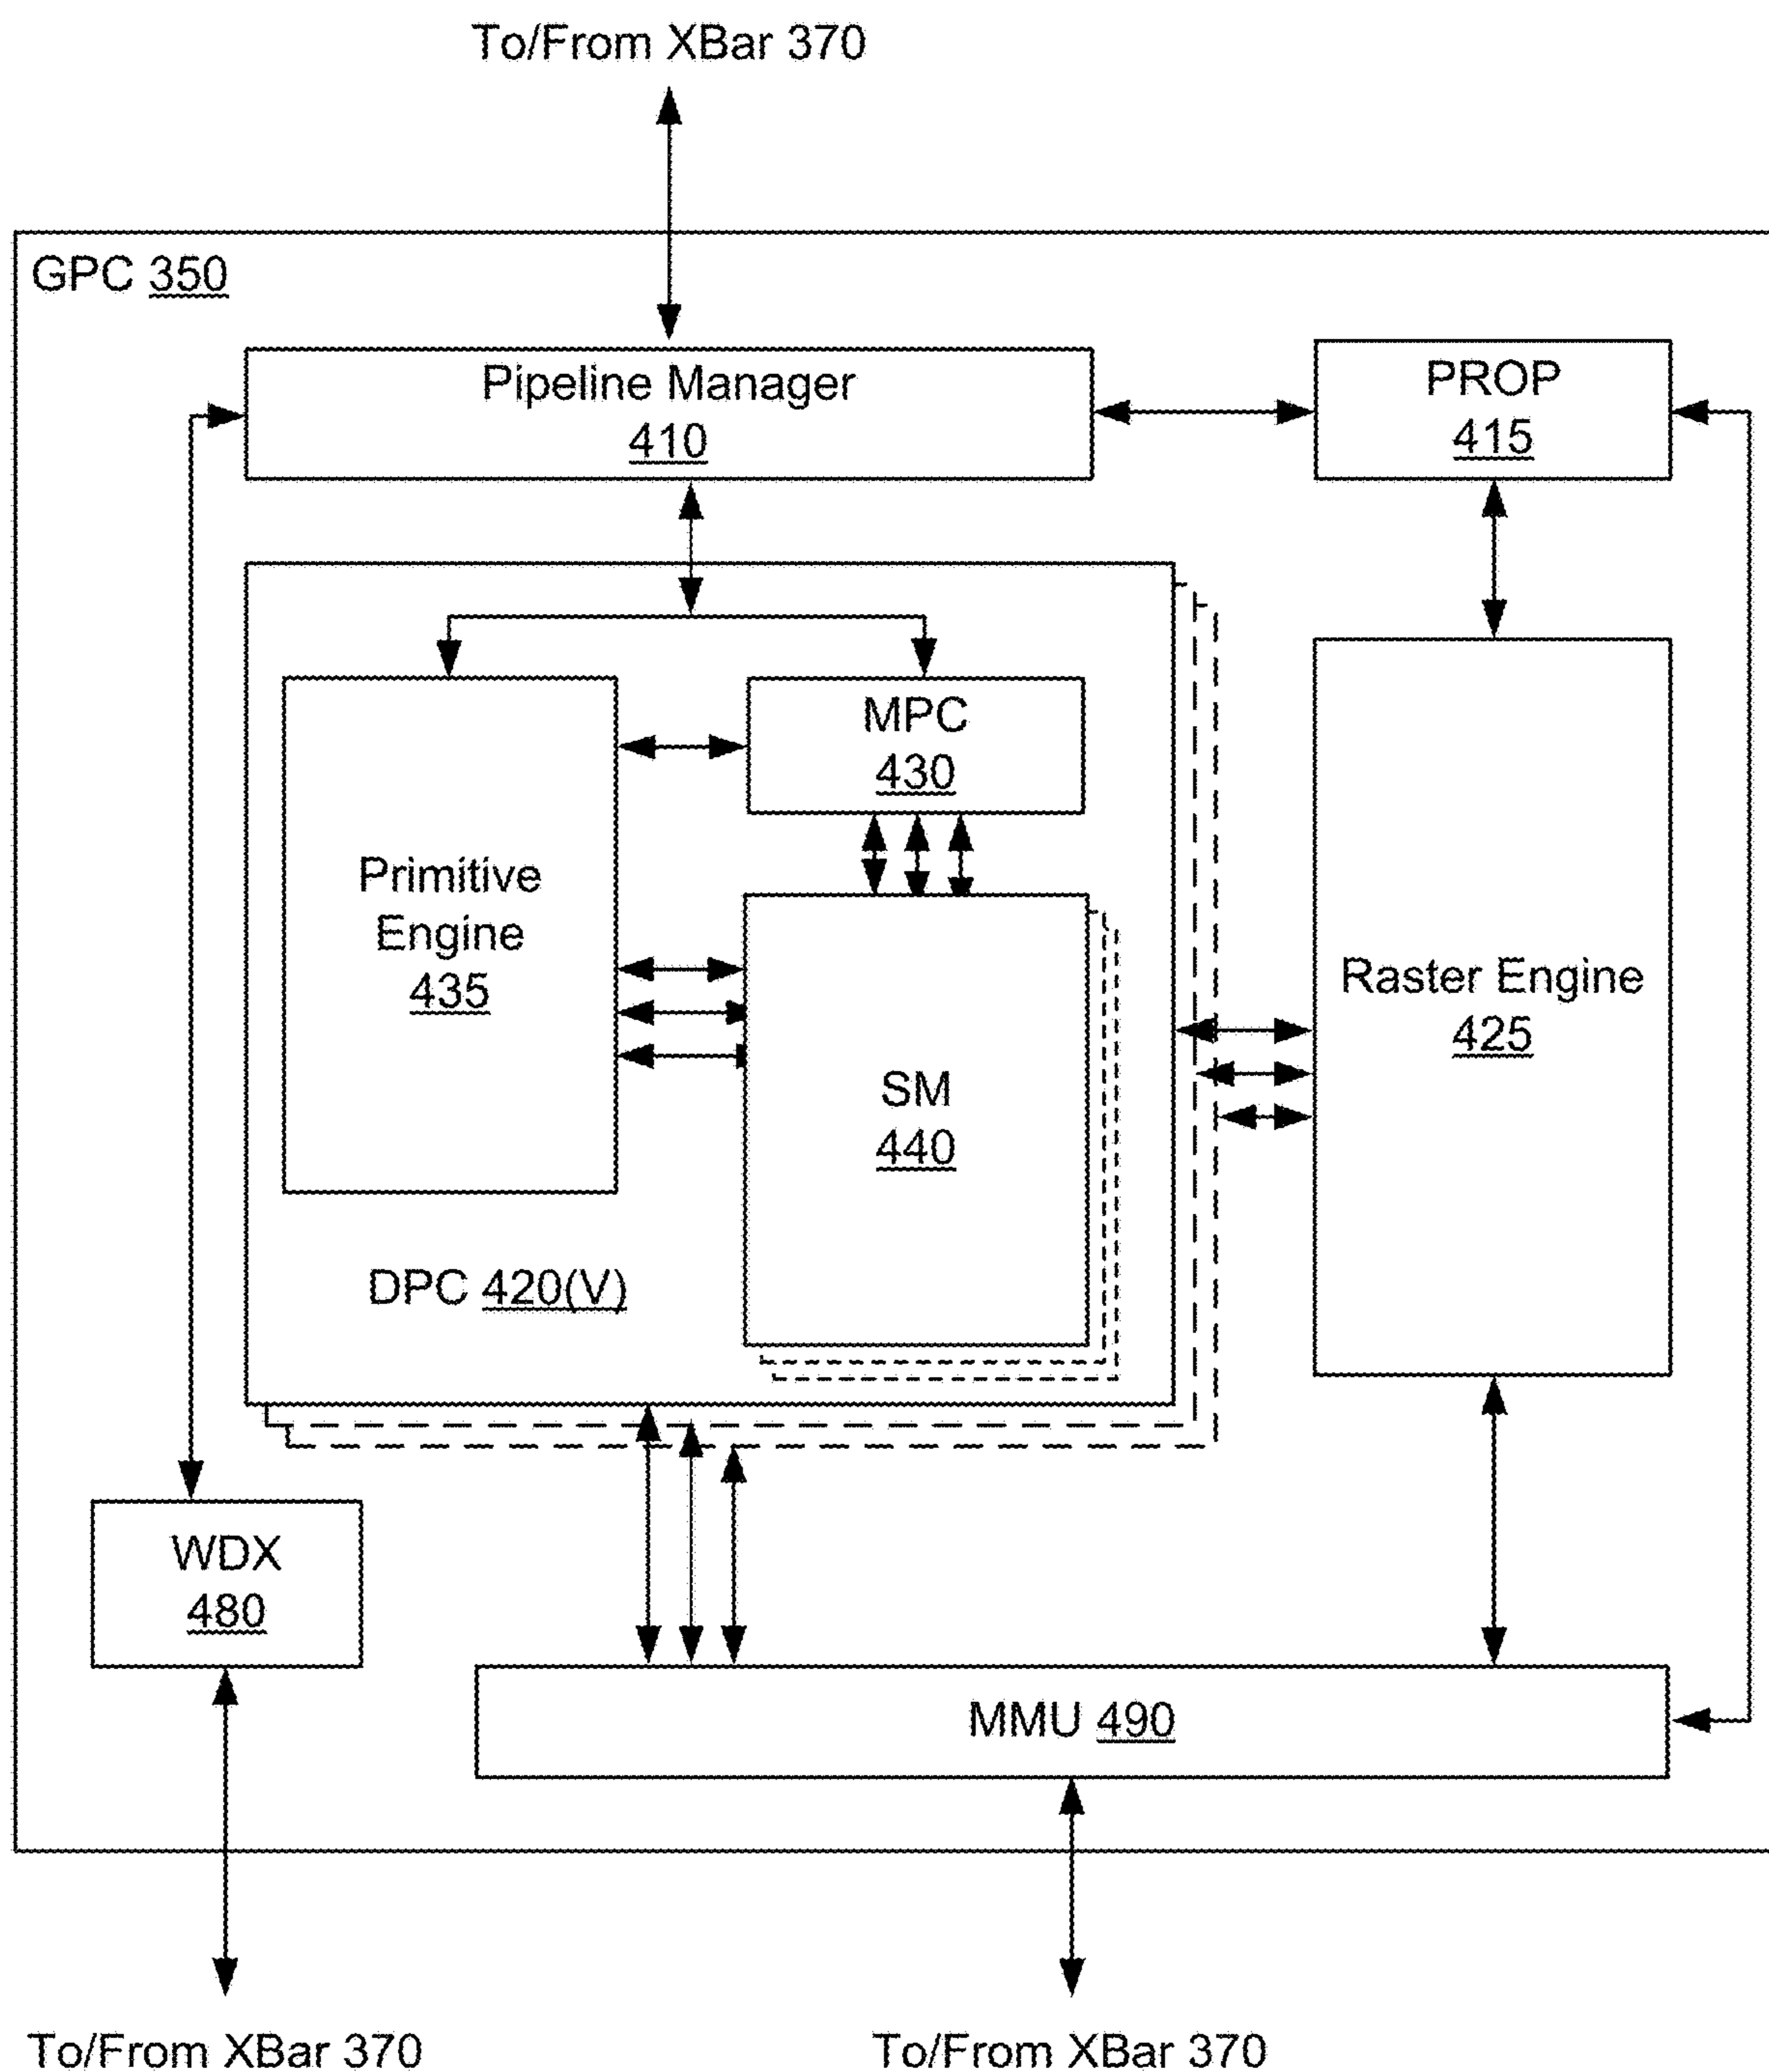 To/From XBar 370
GPC 350
Pipeline Manager
410
PROP
415
MPC
430
Primitive
Engine
435
Raster Engine
425
SM
440
DPC 420(V)
WDX
480
MMU 490
To/From XBar 370
To/From XBar 370